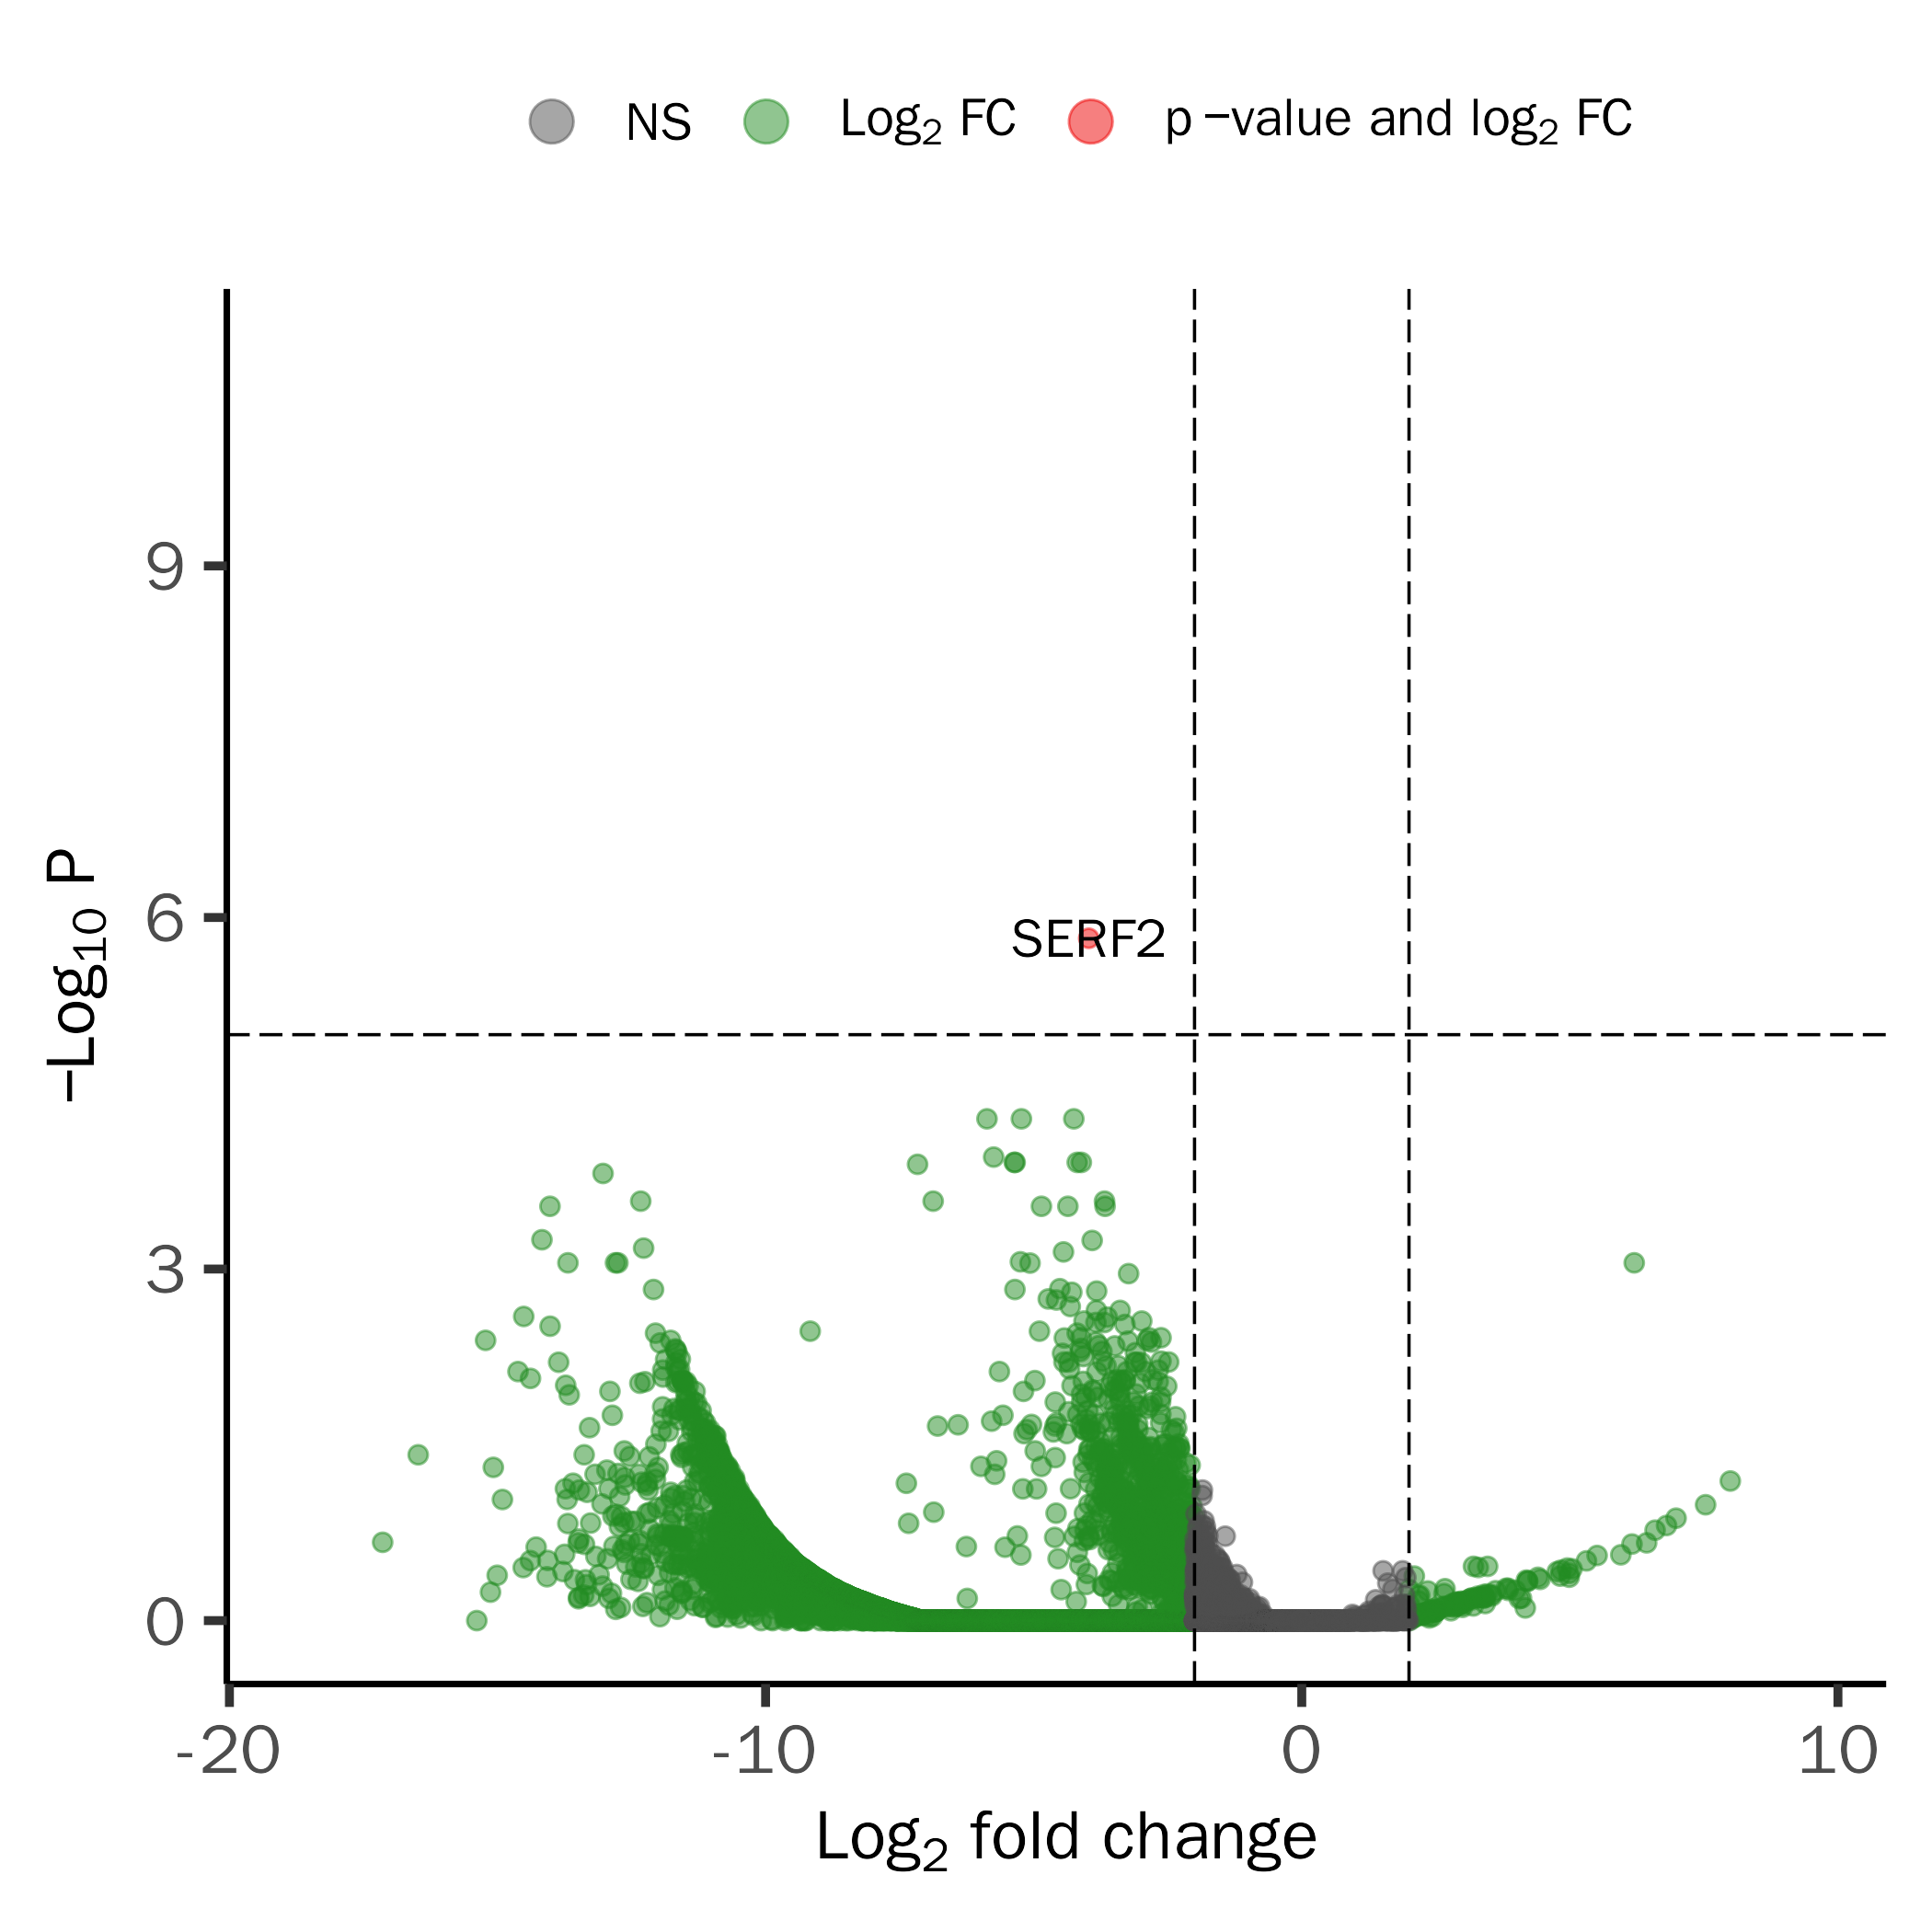 NS Log₂ FC p −value and log₂ FC
9
6
3
0
−Log₁₀ P
SERF2
-20 -10 0 10
Log₂ fold change